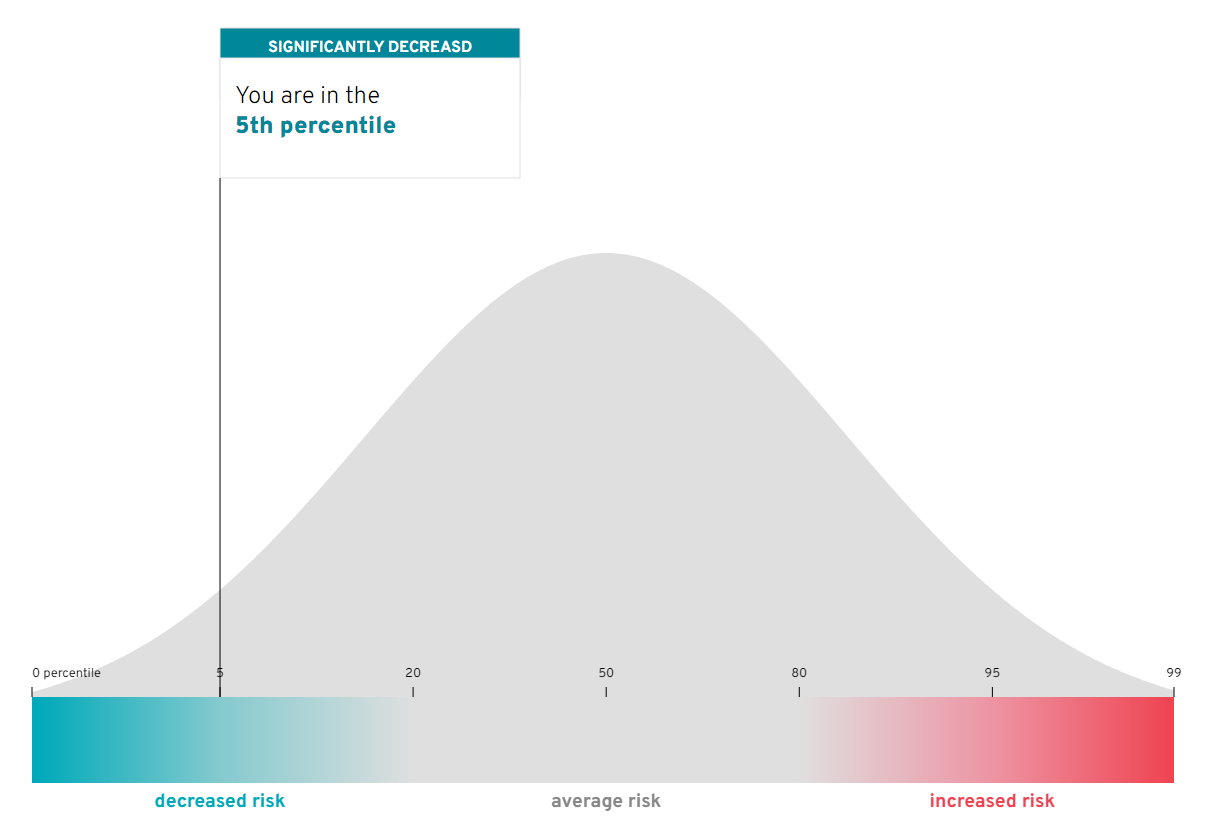 SIGNIFICANTLY DECREASD
You are in the
5th percentile
0 percentile 5 20 50 80 95 99
decreased risk average risk increased risk